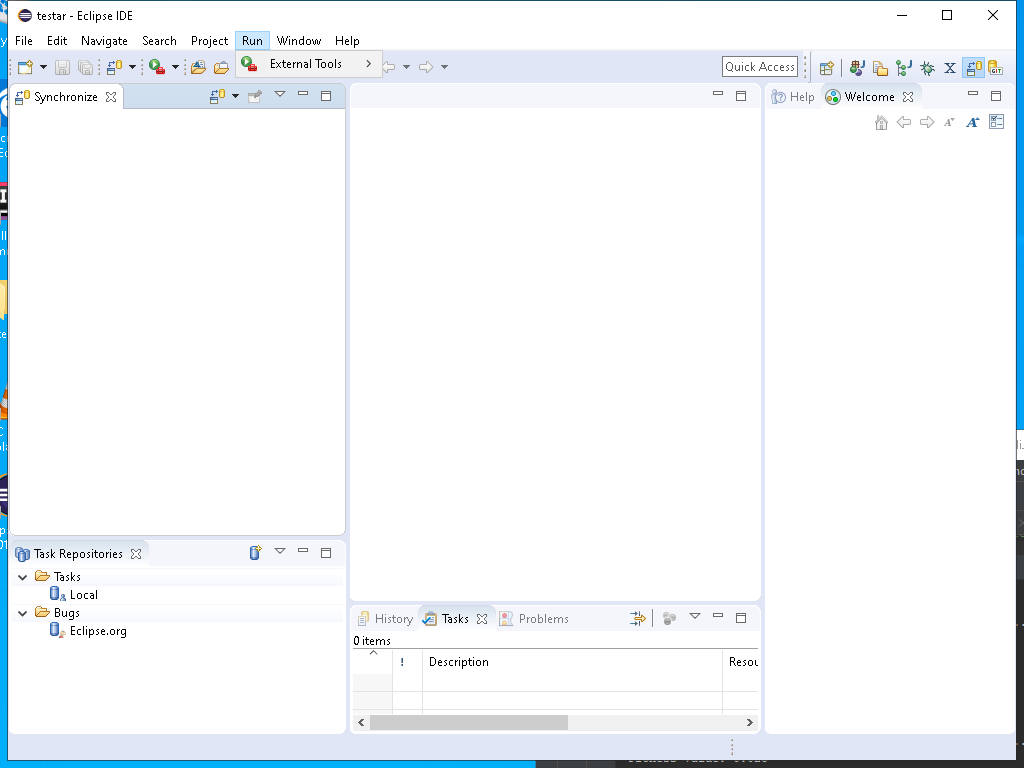 testar - Eclipse IDE
File Edit Navigate Search Project Run Window Help
External Tools
Quick Access
Synchronize
Help Welcome
Task Repositories
Tasks
Local
Bugs
Eclipse.org
History Tasks Problems
0 items
! Description Resou